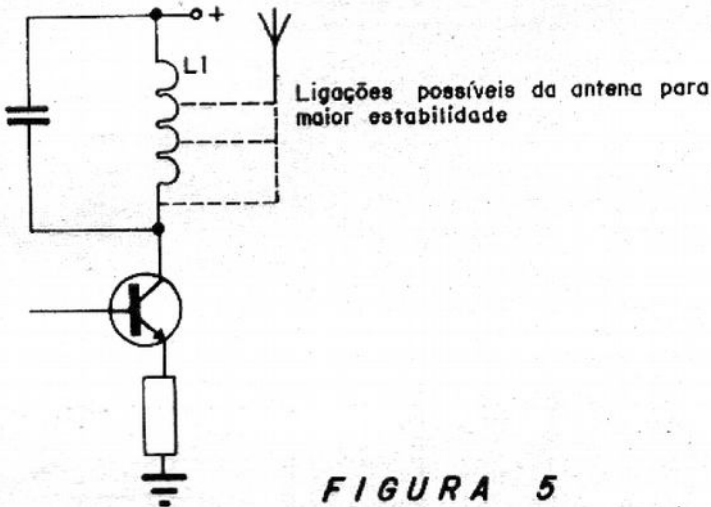 +
L1
Ligações possíveis da antena para
maior estabilidade
FIGURA 5